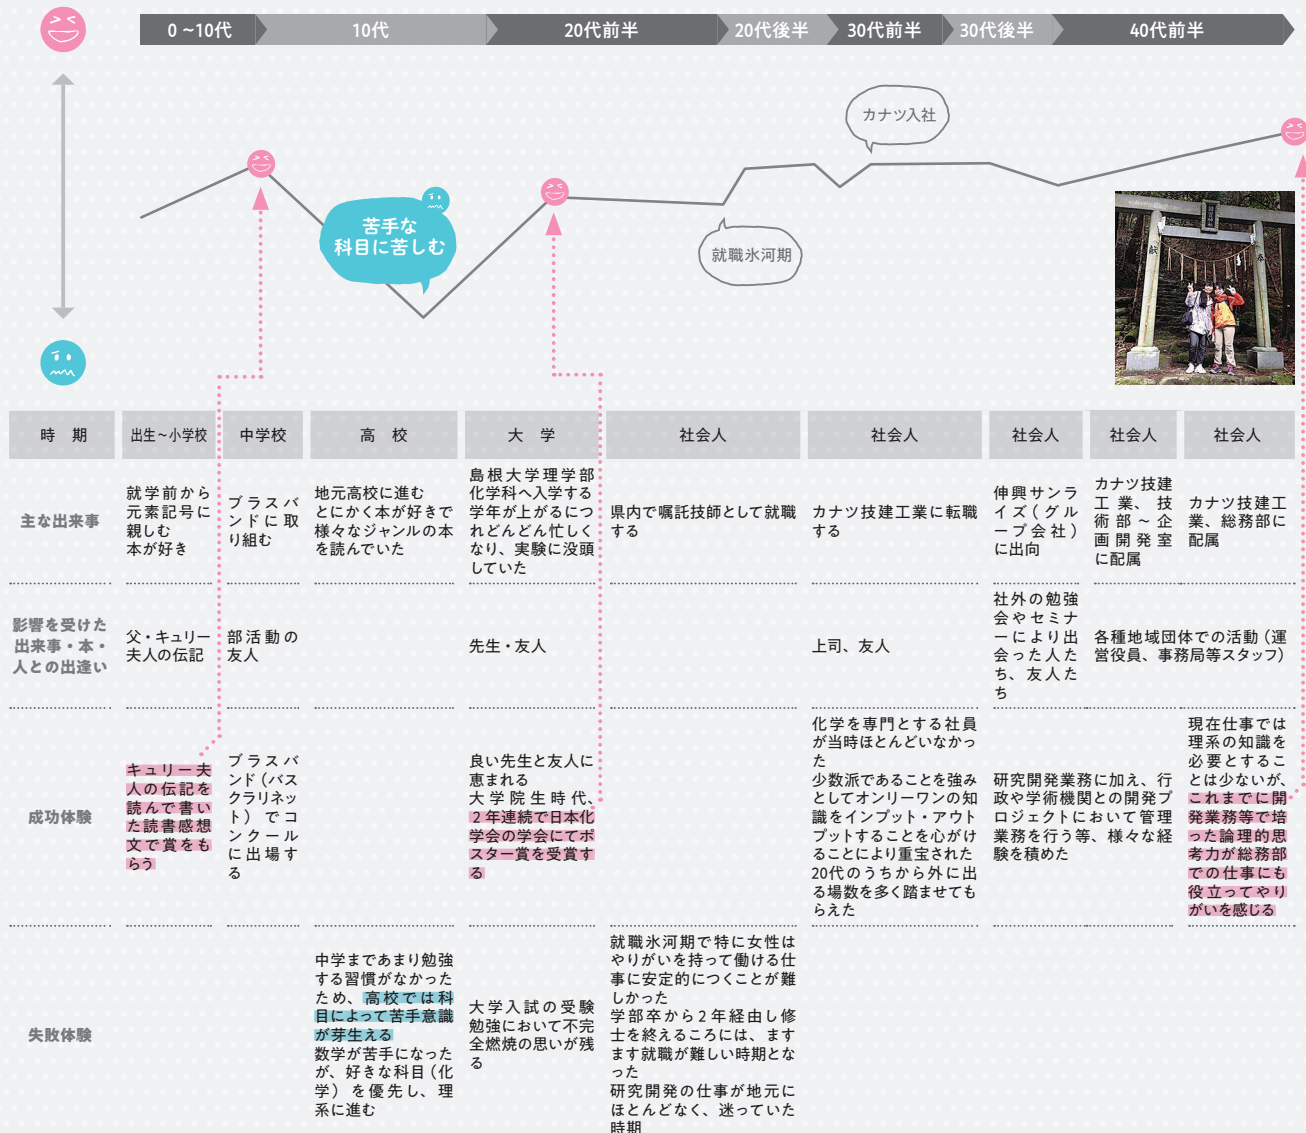 0 ~10代
10代
20代前半
20代後半
30代前半
30代後半
40代前半
カナツ入社
苦手な
科目に苦しむ
就職氷河期
時　期
出生～小学校
中学校
高　校
大　学
社会人
社会人
社会人
社会人
社会人
主な出来事
就学前から
元素記号に
親しむ
本が好き
ブラスバ
ンドに取
り組む
地元高校に進む
とにかく本が好きで
様々なジャンルの本
を読んでいた
島根大学理学部
化学科へ入学する
学年が上がるにつ
れどんどん忙しく
なり、実験に没頭
していた
県内で嘱託技師として就職
する
カナツ技建工業に転職
する
伸興サンラ
イズ（グル
ープ会社）
に出向
カナツ技建
工業、技
術部～企
画開発室
に配属
カナツ技建工
業、総務部に
配属
影響を受けた
出来事・本・
人との出逢い
父・キュリー
夫人の伝記
部活動の
友人
先生・友人
上司、友人
社外の勉強
会やセミナ
ーにより出
会った人た
ち、友人た
ち
各種地域団体での活動（運
営役員、事務局等スタッフ）
成功体験
キュリー夫
人の伝記を
読んで書い
た読書感想
文で賞をも
らう
ブラスバ
ンド（バス
クラリネッ
ト）でコ
ンクール
に出場す
る
良い先生と友人に
恵まれる
大学院生時代、
２年連続で日本化
学会の学会にてポ
スター賞を受賞す
る
化学を専門とする社員
が当時ほとんどいなかっ
た
少数派であることを強み
としてオンリーワンの知
識をインプット・アウト
プットすることを心がけ
ることにより重宝された
20代のうちから外に出
る場数を多く踏ませても
らえた
研究開発業務に加え、行
政や学術機関との開発プ
ロジェクトにおいて管理
業務を行う等、様々な経
験を積めた
現在仕事では
理系の知識を
必要とするこ
とは少ないが、
これまでに開
発業務等で培
った論理的思
考力が総務部
での仕事にも
役立ってやり
がいを感じる
失敗体験
中学まであまり勉強
する習慣がなかった
ため、高校では科
目によって苦手意識
が芽生える
数学が苦手になった
が、好きな科目（化
学）を優先し、理
系に進む
大学入試の受験
勉強において不完
全燃焼の思いが残
る
就職氷河期で特に女性は
やりがいを持って働ける仕
事に安定的につくことが難
しかった
学部卒から２年経由し修
士を終えるころには、ます
ます就職が難しい時期とな
った
研究開発の仕事が地元に
ほとんどなく、迷っていた
時期